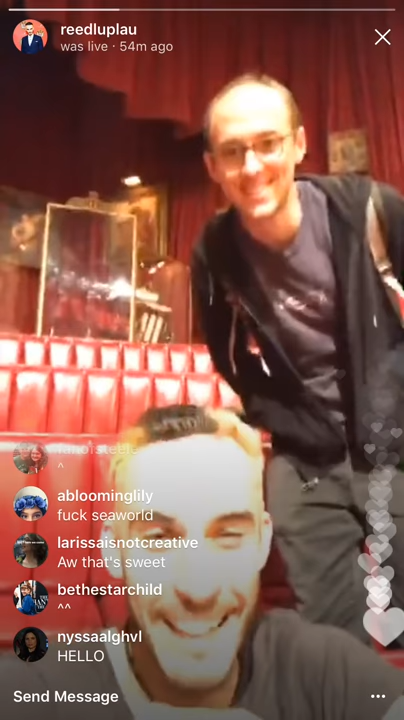 reedluplau
was live · 54m ago
^
abloominglily
fuck seaworld
larissaisnotcreative
Aw that's sweet
bethestarchild
^^
nyssaalghvl
HELLO
Send Message